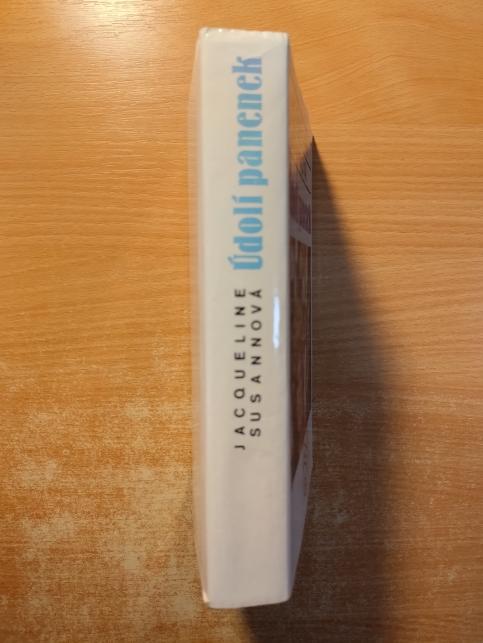 JACQUELINE
SUSANNOVÁ
Údolí panenek